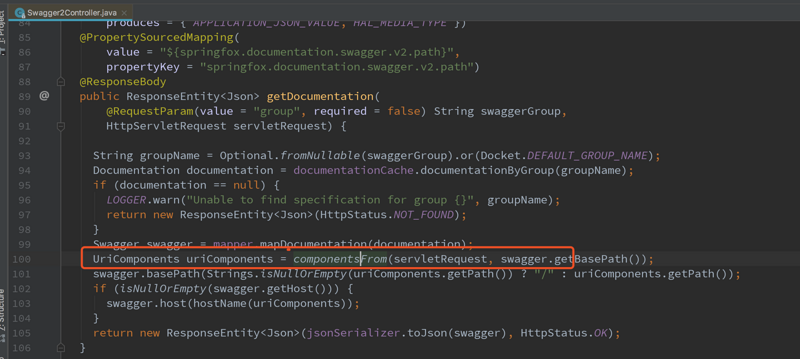 Swagger2Controller.java
1: Project
84 produces = { APPLICATION_JSON_VALUE, HAL_MEDIA_TYPE })
85 @PropertySourcedMapping(
86 value = "${springfox.documentation.swagger.v2.path}",
87 propertyKey = "springfox.documentation.swagger.v2.path")
88 @ResponseBody
89 @ public ResponseEntity<Json> getDocumentation(
90 @RequestParam(value = "group", required = false) String swaggerGroup,
91 HttpServletRequest servletRequest) {
92
93 String groupName = Optional.fromNullable(swaggerGroup).or(Docket.DEFAULT_GROUP_NAME);
94 Documentation documentation = documentationCache.documentationByGroup(groupName);
95 if (documentation == null) {
96 LOGGER.warn("Unable to find specification for group {}", groupName);
97 return new ResponseEntity<Json>(HttpStatus.NOT_FOUND);
98 }
99 Swagger swagger = mapper.mapDocumentation(documentation);
100 UriComponents uriComponents = componentsFrom(servletRequest, swagger.getBasePath());
101 swagger.basePath(Strings.isNullOrEmpty(uriComponents.getPath()) ? "/" : uriComponents.getPath());
102 if (isNullOrEmpty(swagger.getHost())) {
103 swagger.host(hostName(uriComponents));
104 }
105 return new ResponseEntity<Json>(jsonSerializer.toJson(swagger), HttpStatus.OK);
106 }
2: Structure